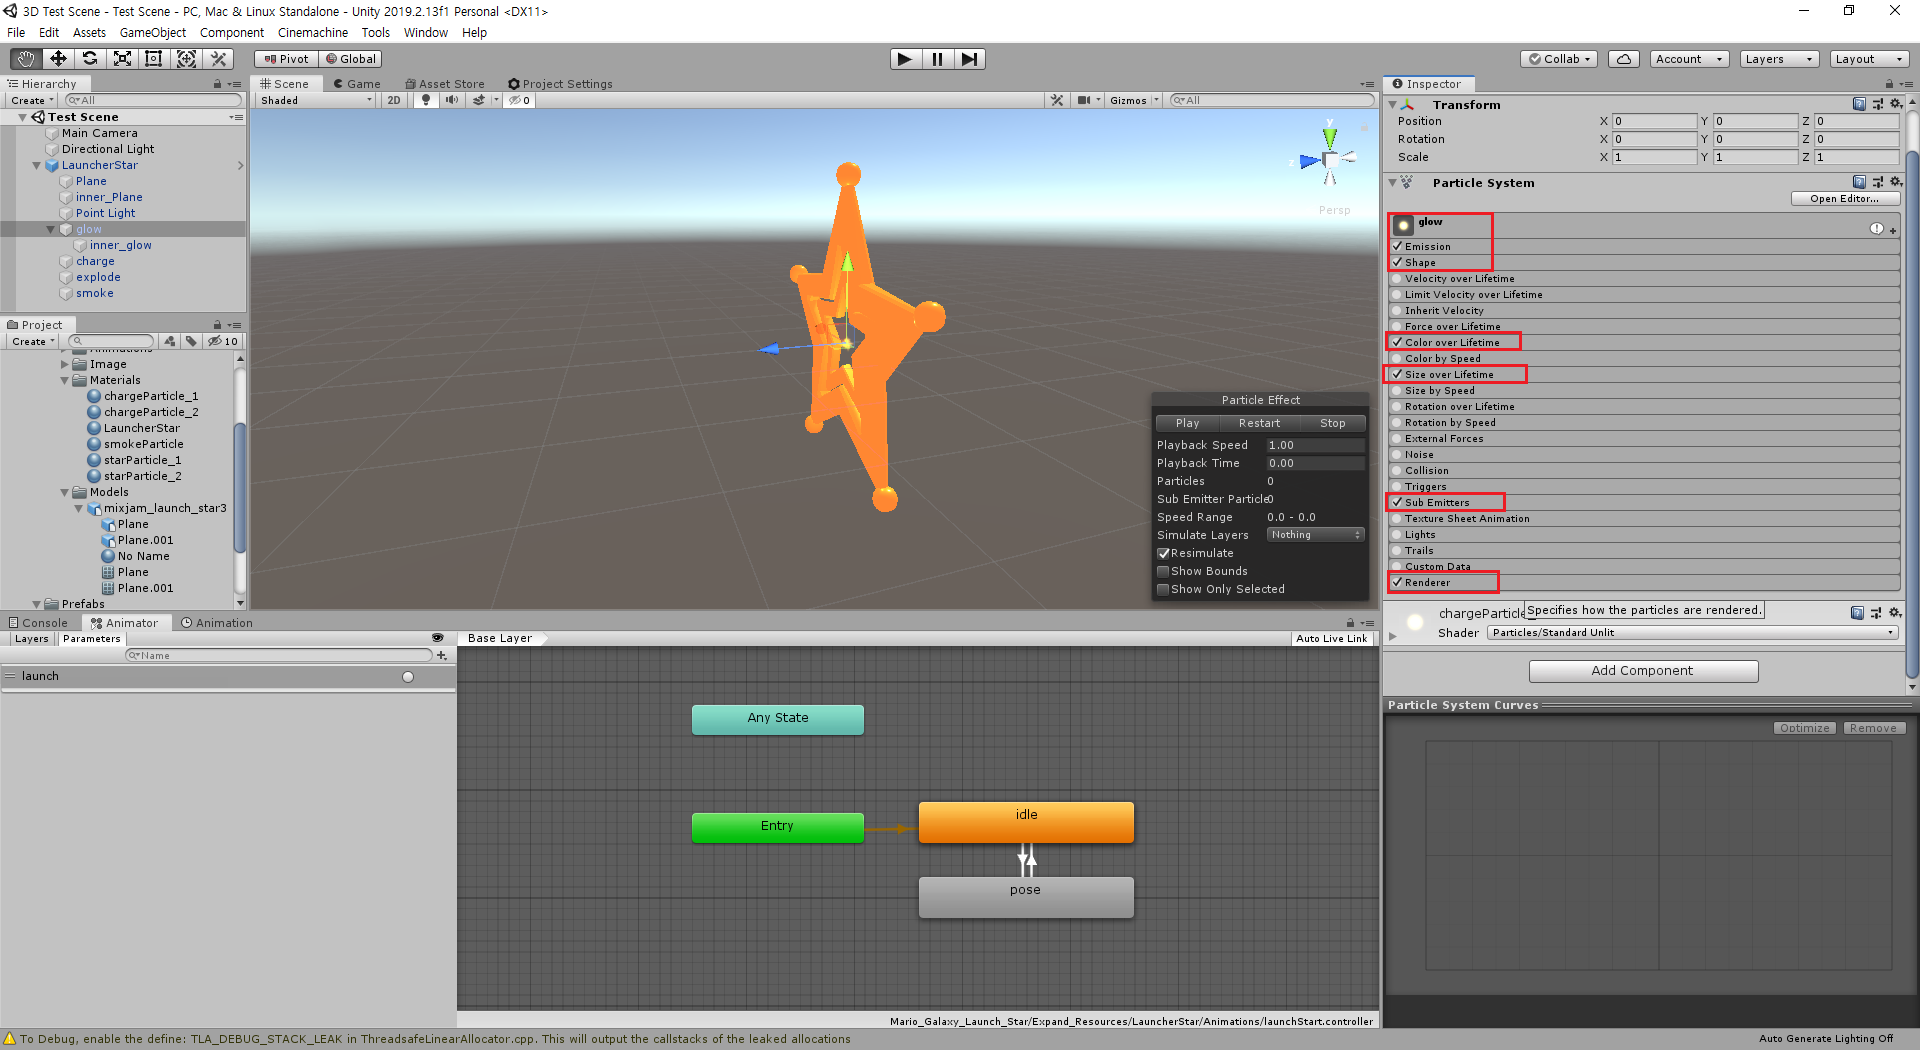 3D Test Scene - Test Scene - PC, Mac & Linux Standalone - Unity 2019.2.13f1 Personal <DX11>
File Edit Assets GameObject Component Cinemachine Tools Window Help
Pivot Global Collab Account Layers Layout
Hierarchy
Create All
Test Scene
Main Camera
Directional Light
LauncherStar
Plane
inner_Plane
Point Light
glow
inner_glow
charge
explode
smoke
Project
Create 10
Animations
Image
Materials
chargeParticle_1
chargeParticle_2
LauncherStar
smokeParticle
starParticle_1
starParticle_2
Models
mixjam_launch_star3
Plane
Plane.001
No Name
Plane
Plane.001
Prefabs
Scene Game Asset Store Project Settings
Shaded 2D 0 Gizmos All
y
z
Persp
Particle Effect
Play Restart Stop
Playback Speed 1.00
Playback Time 0.00
Particles 0
Sub Emitter Particle0
Speed Range 0.0 - 0.0
Simulate Layers Nothing
Resimulate
Show Bounds
Show Only Selected
Inspector
Transform
Position X 0 Y 0 Z 0
Rotation X 0 Y 0 Z 0
Scale X 1 Y 1 Z 1
Particle System
Open Editor...
glow
Emission
Shape
Velocity over Lifetime
Limit Velocity over Lifetime
Inherit Velocity
Force over Lifetime
Color over Lifetime
Color by Speed
Size over Lifetime
Size by Speed
Rotation over Lifetime
Rotation by Speed
External Forces
Noise
Collision
Triggers
Sub Emitters
Texture Sheet Animation
Lights
Trails
Custom Data
Renderer
chargeParticle_
Specifies how the particles are rendered.
Shader Particles/Standard Unlit
Add Component
Particle System Curves
Optimize Remove
Console Animator Animation
Layers Parameters
Base Layer
Auto Live Link
Name
launch
Any State
Entry
idle
pose
Mario_Galaxy_Launch_Star/Expand_Resources/LauncherStar/Animations/launchStart.controller
To Debug, enable the define: TLA_DEBUG_STACK_LEAK in ThreadsafeLinearAllocator.cpp. This will output the callstacks of the leaked allocations
Auto Generate Lighting Off